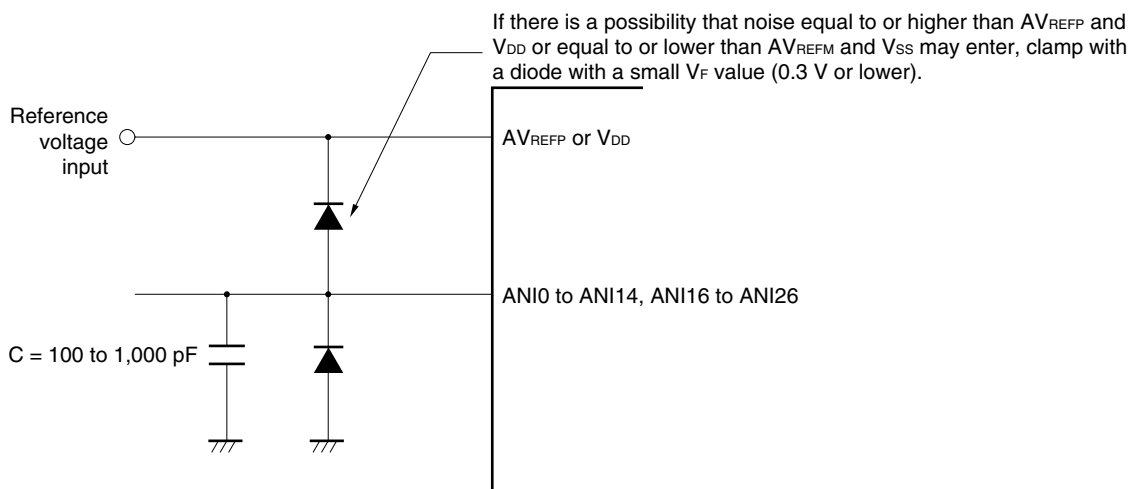 If there is a possibility that noise equal to or higher than AVREFP and
VDD or equal to or lower than AVREFM and VSS may enter, clamp with
a diode with a small VF value (0.3 V or lower).
Reference
voltage
input
AVREFP or VDD
ANI0 to ANI14, ANI16 to ANI26
C = 100 to 1,000 pF